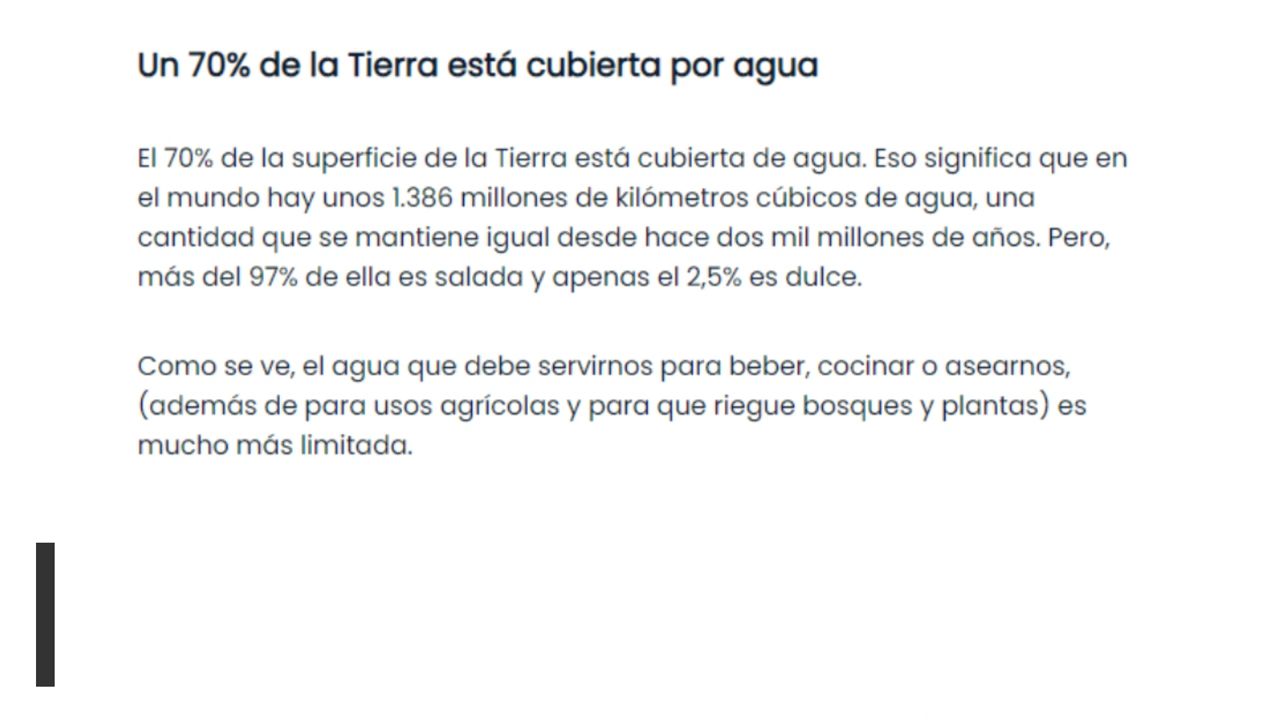 Un 70% de la Tierra está cubierta por agua
El 70% de la superficie de la Tierra está cubierta de agua. Eso significa que en
el mundo hay unos 1.386 millones de kilómetros cúbicos de agua, una
cantidad que se mantiene igual desde hace dos mil millones de años. Pero,
más del 97% de ella es salada y apenas el 2,5% es dulce.
Como se ve, el agua que debe servirnos para beber, cocinar o asearnos,
(además de para usos agrícolas y para que riegue bosques y plantas) es
mucho más limitada.